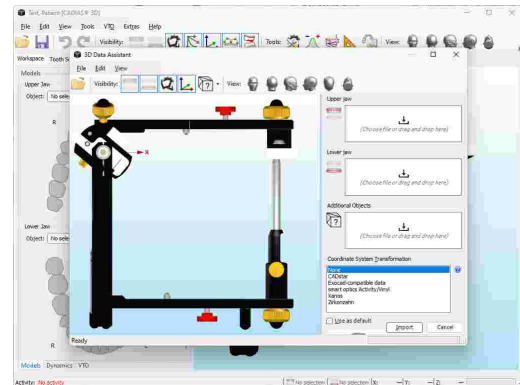 Test, Patient [CADIAS® 3D]
File Edit View Tools VTO Extras Help
Visibility: Tools: View:
Workspace Tooth S
Models
Upper Jaw
Object: No sele
R
Lower Jaw
Object: No sele
R
Models Dynamics VTO
Activity: No activity
No selection No selection X: Y: Z:
3D Data Assistant
File Edit View
Visibility: View:
X
Upper jaw
(Choose file or drag and drop here)
Lower jaw
(Choose file or drag and drop here)
Additional Objects
(Choose file or drag and drop here)
Coordinate System Transformation
None
CADstar
Exocad-compatible data
smart optics Activity/Vinyl
Xanos
Zirkonzahn
Use as default
Import Cancel
Ready